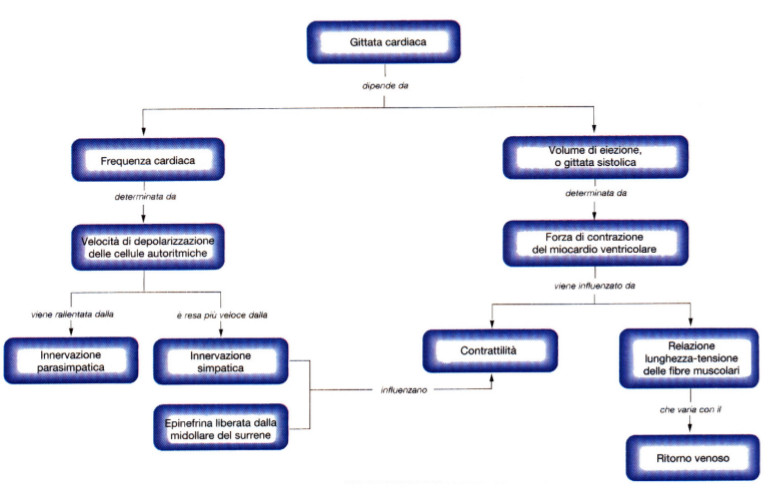 Gittata cardiaca
dipende da
Frequenza cardiaca
Volume di eiezione,
o gittata sistolica
determinata da
determinata da
Velocità di depolarizzazione
delle cellule autoritmiche
Forza di contrazione
del miocardio ventricolare
viene influenzato da
viene rallentata dalla
e resa più veloce dalla
Innervazione
parasimpatica
Innervazione
simpatica
Contrattilità
Relazione
lunghezza-tensione
delle fibre muscolari
influenzano
che varia con il
Epinefrina liberata dalla
midollare del surrene
Ritorno venoso